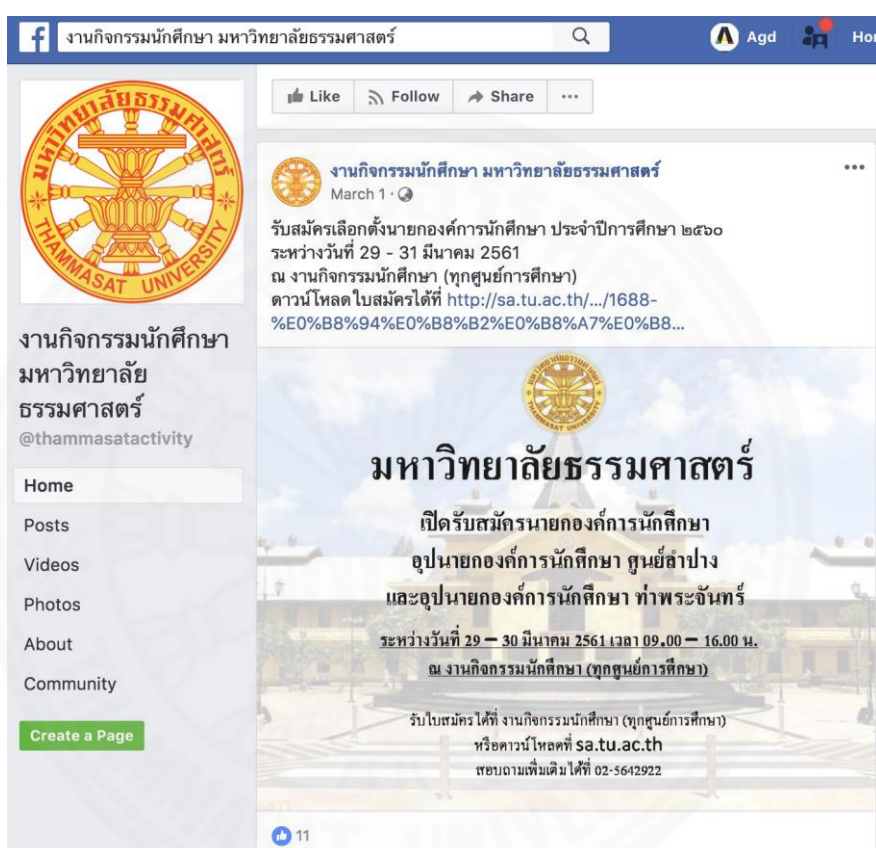 งานกิจกรรมนักศึกษา มหาวิทยาลัยธรรมศาสตร์
Agd
Hor
มหาวิทยาลัยธรรมศาสตร์
THAMMASAT UNIVERSITY
งานกิจกรรมนักศึกษา
มหาวิทยาลัย
ธรรมศาสตร์
@thammasatactivity
Home
Posts
Videos
Photos
About
Community
Create a Page
Like
Follow
Share
งานกิจกรรมนักศึกษา มหาวิทยาลัยธรรมศาสตร์
March 1
รับสมัครเลือกตั้งนายกองค์การนักศึกษา ประจำปีการศึกษา ๒๕๖๐
ระหว่างวันที่ 29 - 31 มีนาคม 2561
ณ งานกิจกรรมนักศึกษา (ทุกศูนย์การศึกษา)
ดาวน์โหลดใบสมัครได้ที่ http://sa.tu.ac.th/.../1688-
%E0%B8%94%E0%B8%B2%E0%B8%A7%E0%B8...
มหาวิทยาลัยธรรมศาสตร์
เปิดรับสมัครนายกองค์การนักศึกษา
อุปนายกองค์การนักศึกษา ศูนย์ลำปาง
และอุปนายกองค์การนักศึกษา ท่าพระจันทร์
ระหว่างวันที่ 29 – 30 มีนาคม 2561 เวลา 09.00 – 16.00 น.
ณ งานกิจกรรมนักศึกษา (ทุกศูนย์การศึกษา)
รับใบสมัครได้ที่ งานกิจกรรมนักศึกษา (ทุกศูนย์การศึกษา)
หรือดาวน์โหลดที่ sa.tu.ac.th
สอบถามเพิ่มเติมได้ที่ 02-5642922
11